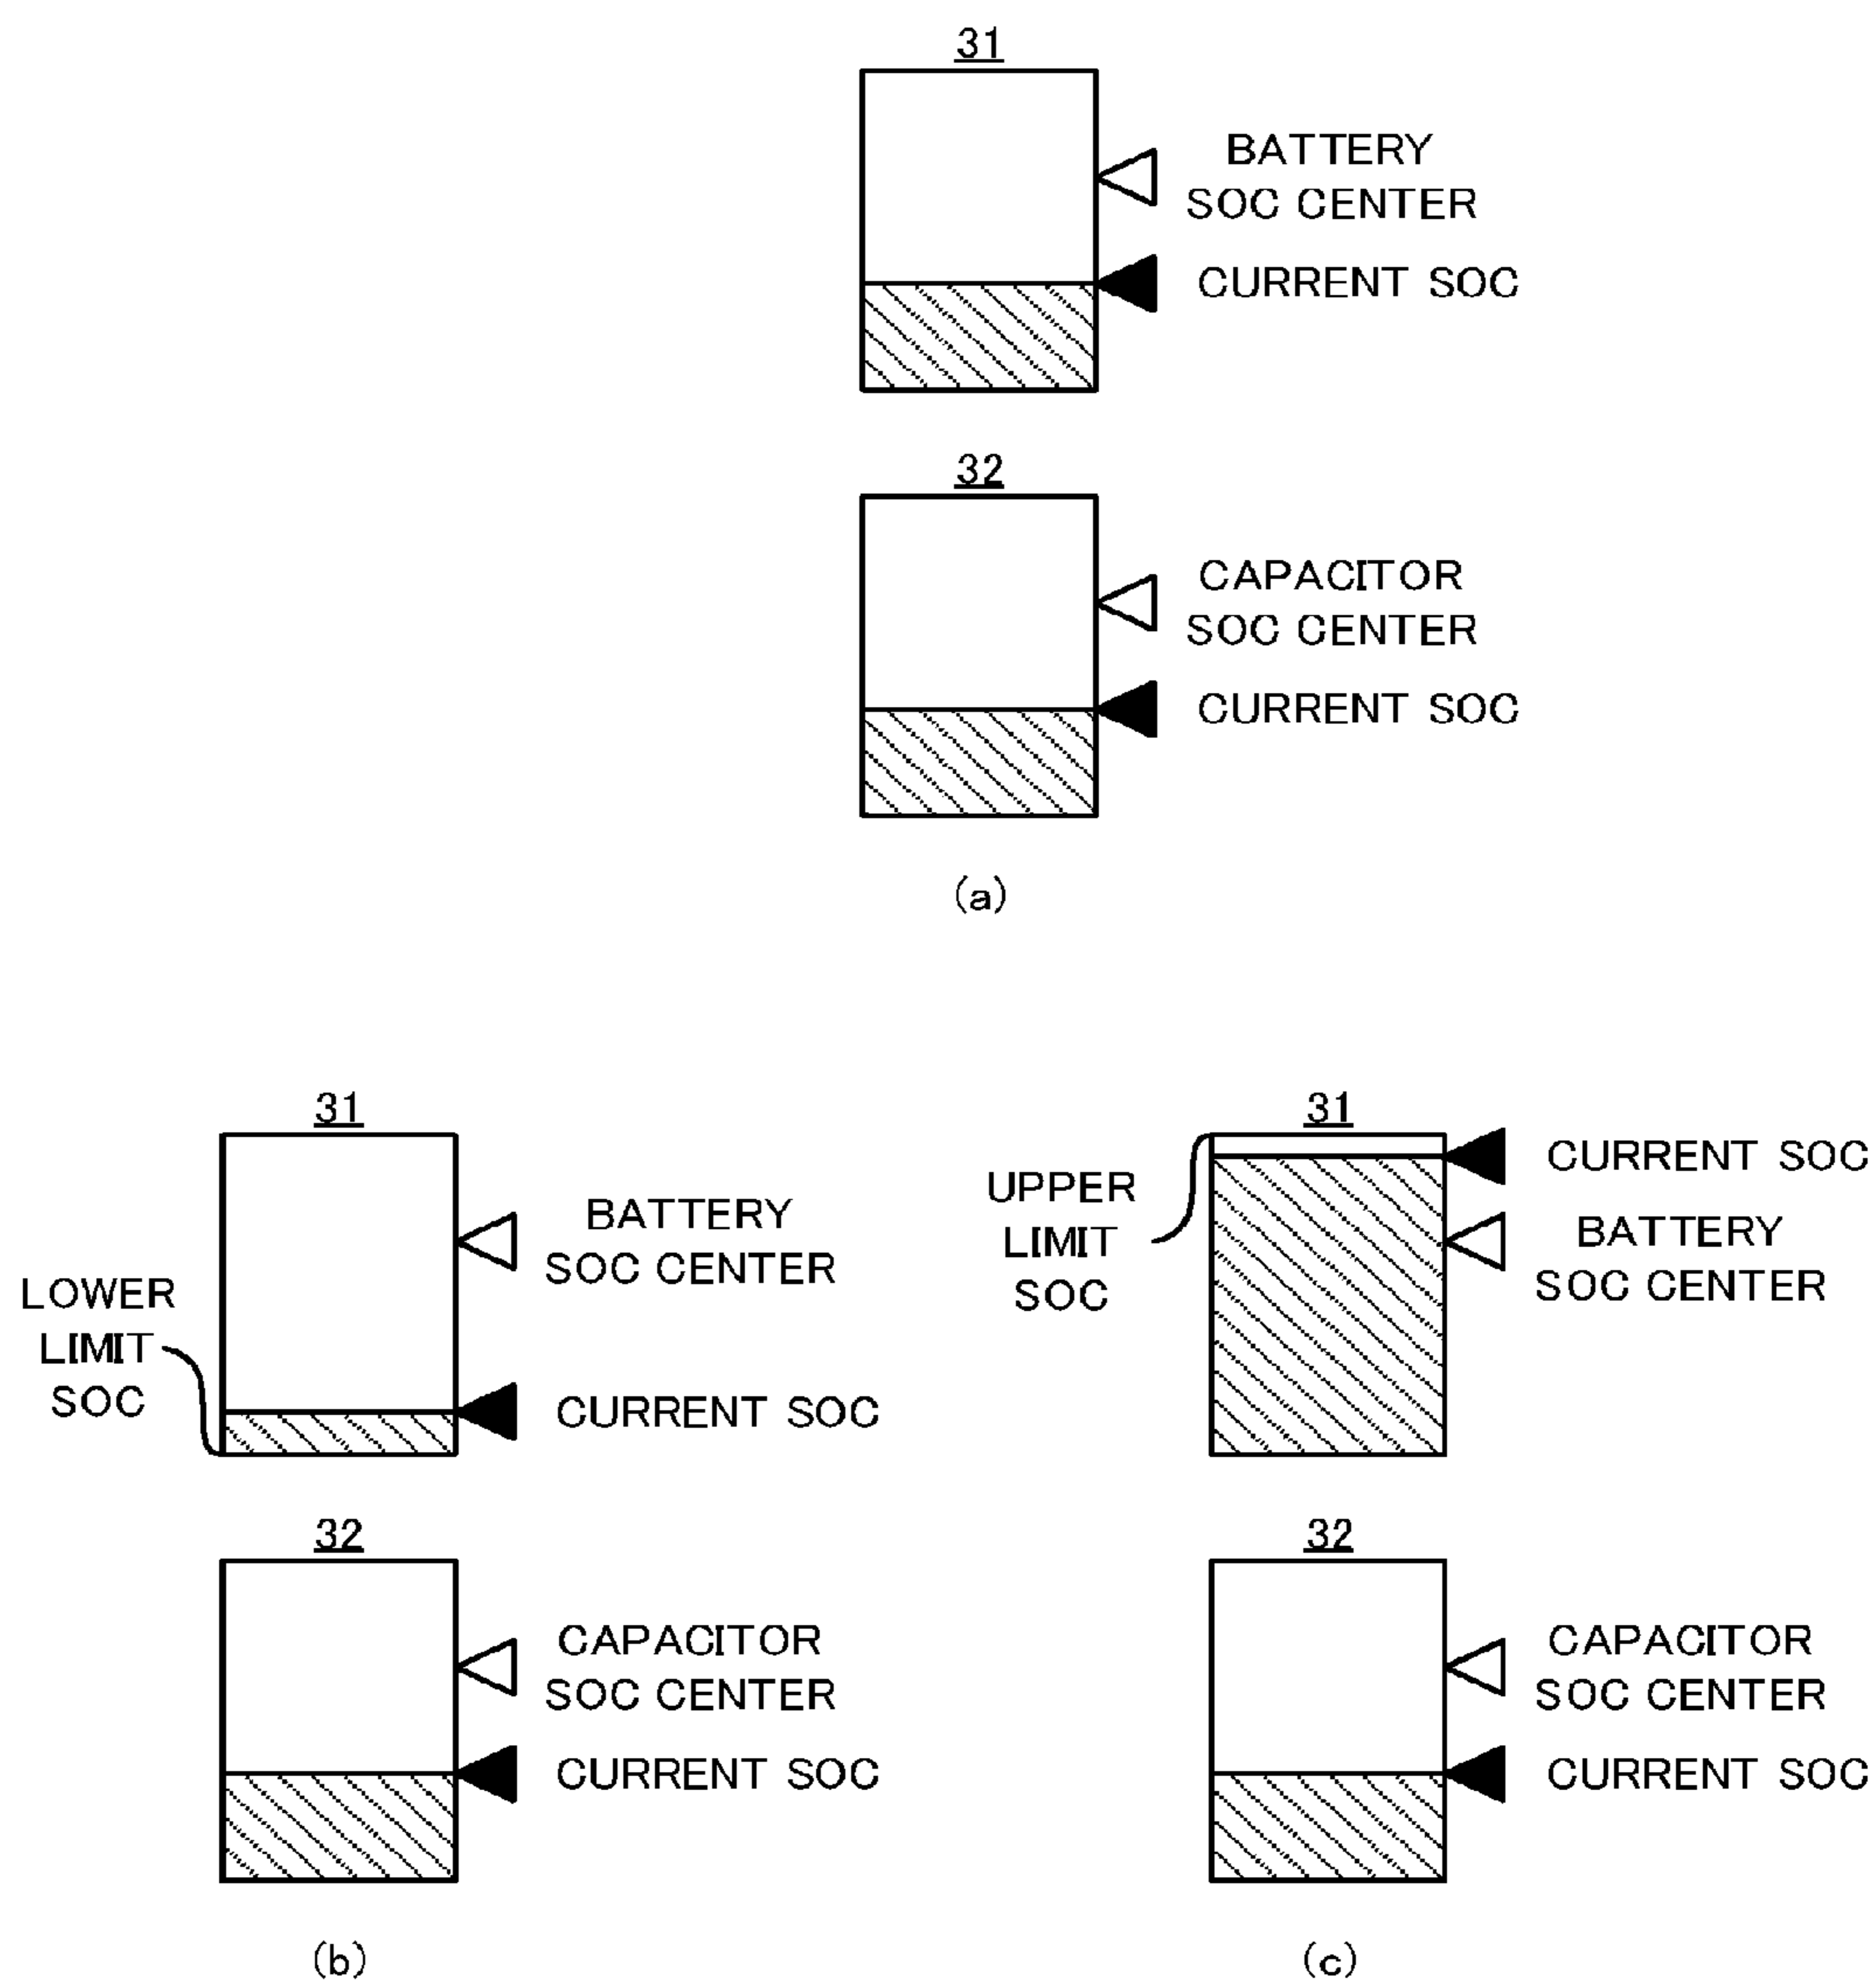 31
BATTERY
SOC CENTER
CURRENT SOC
32
CAPACITOR
SOC CENTER
CURRENT SOC
(a)
31
BATTERY
SOC CENTER
LOWER
LIMIT
SOC
CURRENT SOC
32
CAPACITOR
SOC CENTER
CURRENT SOC
(b)
31
CURRENT SOC
UPPER
LIMIT
SOC
BATTERY
SOC CENTER
32
CAPACITOR
SOC CENTER
CURRENT SOC
(c)